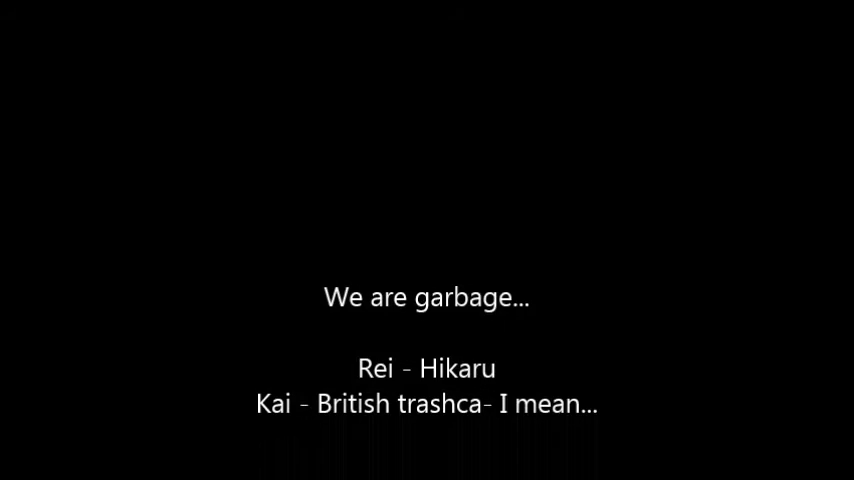 We are garbage...
Rei - Hikaru
Kai - British trashca- I mean...